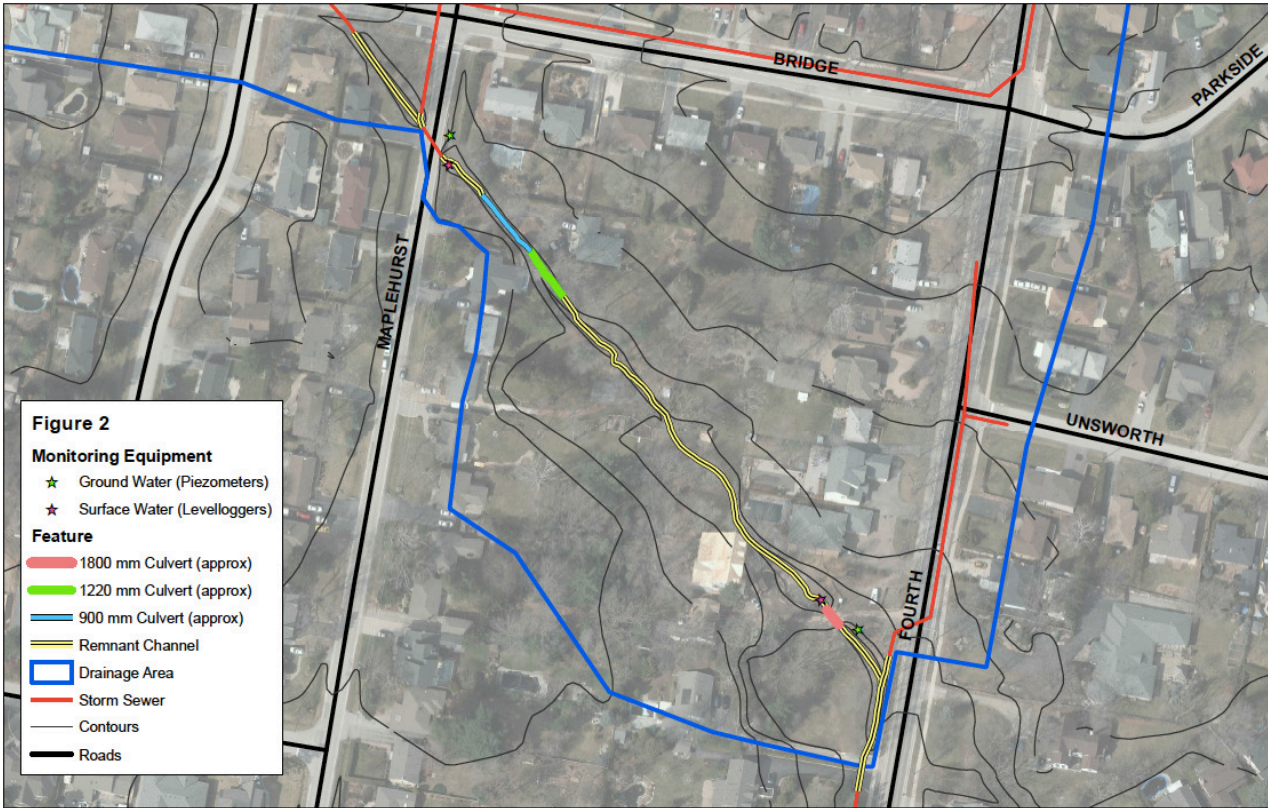 BRIDGE
PARKSIDE
MAPLEHURST
UNSWORTH
FOURTH
Figure 2
Monitoring Equipment
Ground Water (Piezometers)
Surface Water (Levelloggers)
Feature
1800 mm Culvert (approx)
1220 mm Culvert (approx)
900 mm Culvert (approx)
Remnant Channel
Drainage Area
Storm Sewer
Contours
Roads